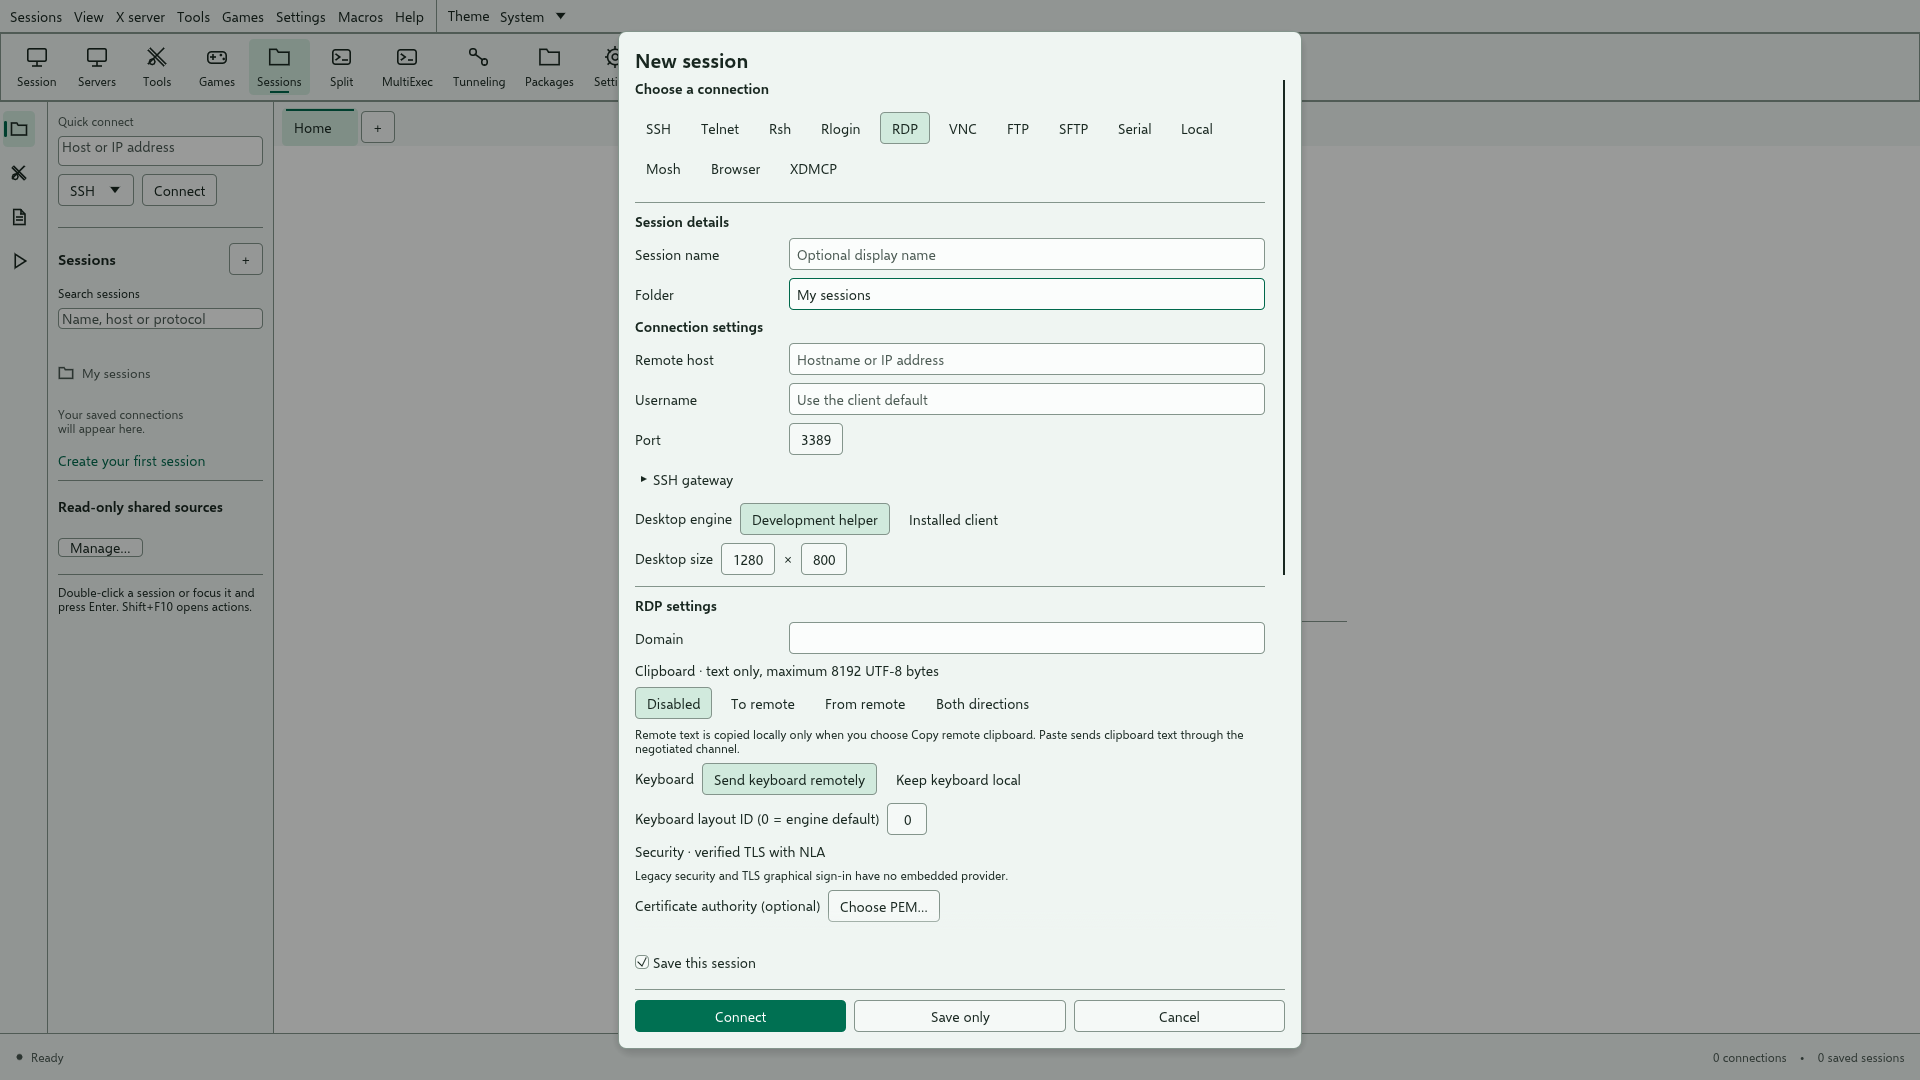 Sessions View X server Tools Games Settings Macros Help Theme System
Session Servers Tools Games Sessions Split MultiExec Tunneling Packages
Quick connect
Host or IP address
SSH Connect
Sessions +
Search sessions
Name, host or protocol
My sessions
Your saved connections
will appear here.
Create your first session
Read-only shared sources
Manage...
Double-click a session or focus it and
press Enter. Shift+F10 opens actions.
Home +
New session
Choose a connection
SSH Telnet Rsh Rlogin RDP VNC FTP SFTP Serial Local
Mosh Browser XDMCP
Session details
Session name Optional display name
Folder My sessions
Connection settings
Remote host Hostname or IP address
Username Use the client default
Port 3389
SSH gateway
Desktop engine Development helper Installed client
Desktop size 1280 × 800
RDP settings
Domain
Clipboard · text only, maximum 8192 UTF-8 bytes
Disabled To remote From remote Both directions
Remote text is copied locally only when you choose Copy remote clipboard. Paste sends clipboard text through the
negotiated channel.
Keyboard Send keyboard remotely Keep keyboard local
Keyboard layout ID (0 = engine default) 0
Security · verified TLS with NLA
Legacy security and TLS graphical sign-in have no embedded provider.
Certificate authority (optional) Choose PEM...
Save this session
Connect Save only Cancel
Ready 0 connections • 0 saved sessions